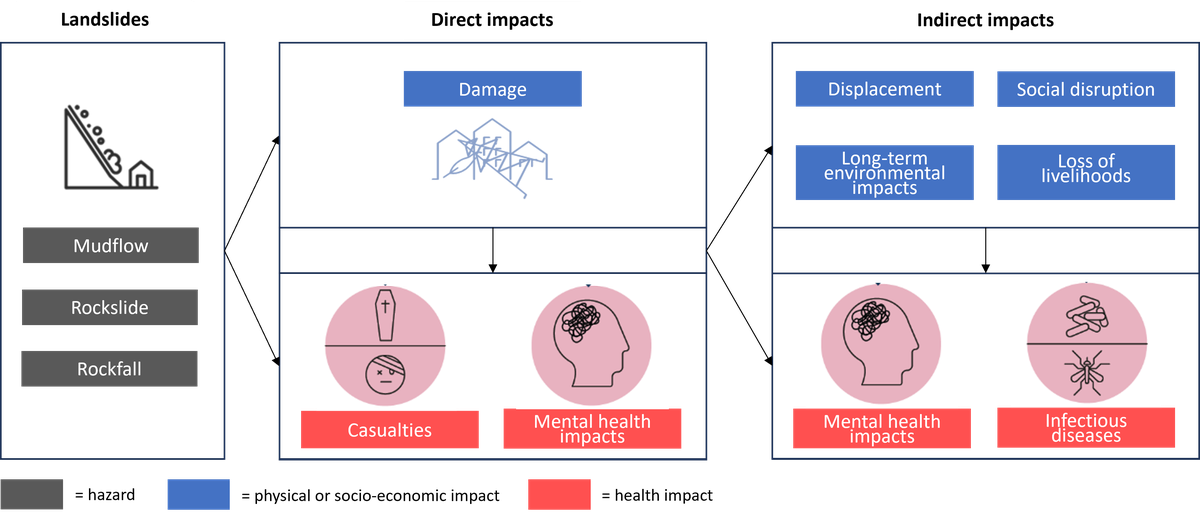 Landslides
Direct impacts
Indirect impacts
Mudflow
Rockslide
Rockfall
Damage
Casualties
Mental health
impacts
Displacement
Social disruption
Long-term
environmental
impacts
Loss of
livelihoods
Mental health
impacts
Infectious
diseases
= hazard
= physical or socio-economic impact
= health impact